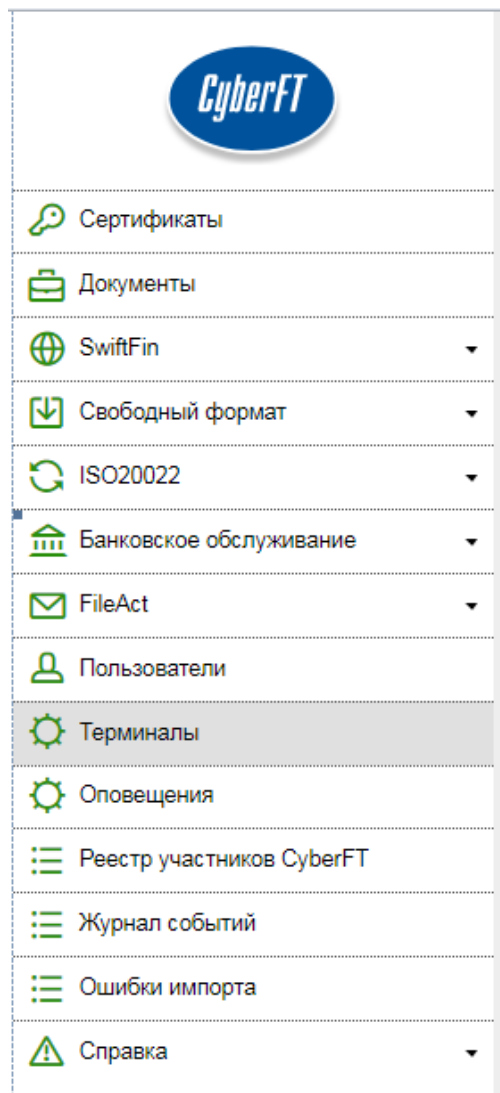 CyberFT
Сертификаты
Документы
SwiftFin
Свободный формат
ISO20022
Банковское обслуживание
FileAct
Пользователи
Терминалы
Оповещения
Реестр участников CyberFT
Журнал событий
Ошибки импорта
Справка